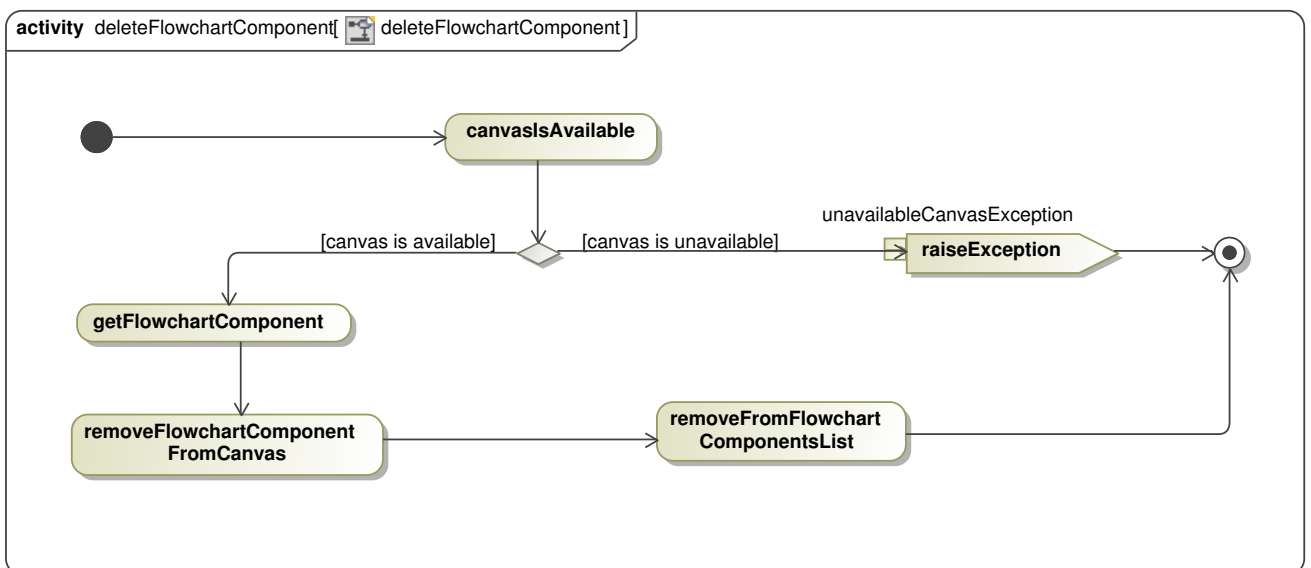 activity deleteFlowchartComponent[ deleteFlowchartComponent]
canvasIsAvailable
unavailableCanvasException
[canvas is available]
[canvas is unavailable]
raiseException
getFlowchartComponent
removeFlowchartComponent
FromCanvas
removeFromFlowchart
ComponentsList